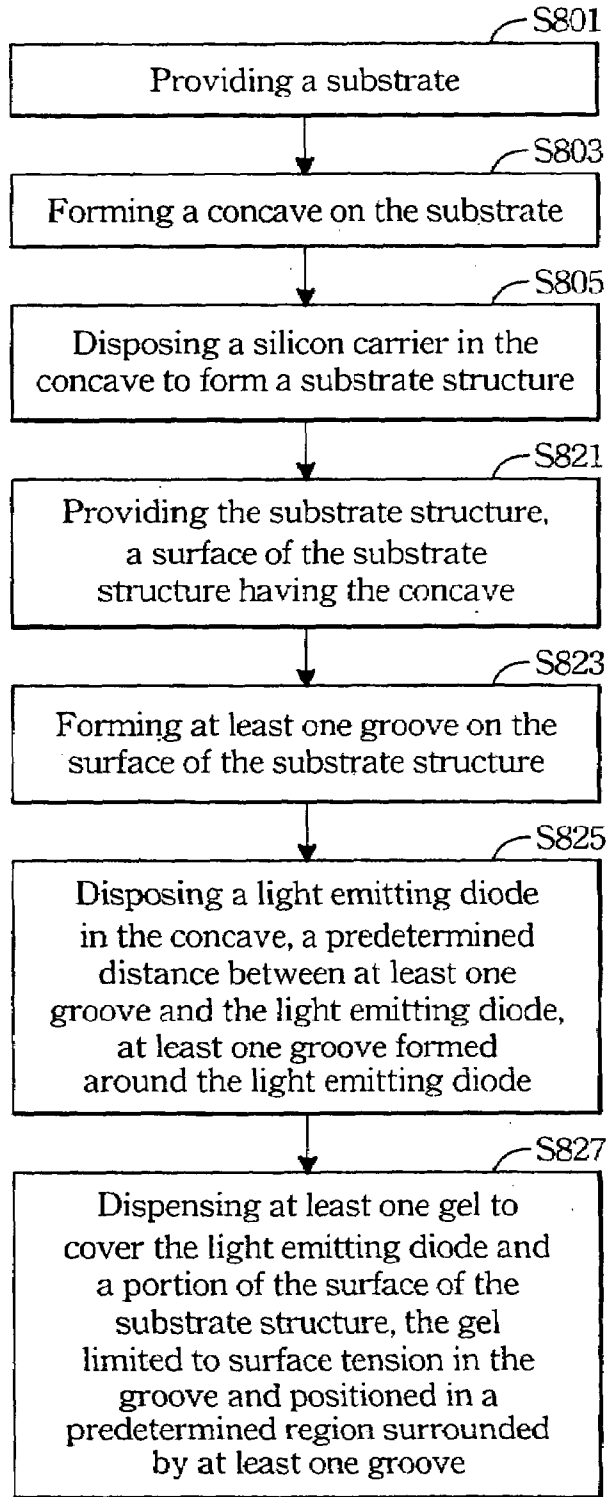 S801
Providing a substrate
S803
Forming a concave on the substrate
S805
Disposing a silicon carrier in the
concave to form a substrate structure
S821
Providing the substrate structure,
a surface of the substrate
structure having the concave
S823
Forming at least one groove on the
surface of the substrate structure
S825
Disposing a light emitting diode
in the concave, a predetermined
distance between at least one
groove and the light emitting diode,
at least one groove formed
around the light emitting diode
S827
Dispensing at least one gel to
cover the light emitting diode and
a portion of the surface of the
substrate structure, the gel
limited to surface tension in the
groove and positioned in a
predetermined region surrounded
by at least one groove